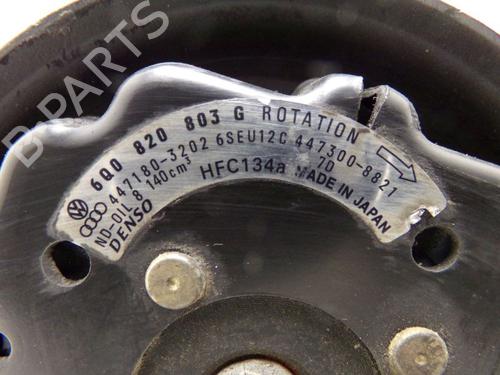 B-PARTS
6Q0 820 803 G ROTATION
447180-3202 6SEU12C 447300-8821
ND-OIL 8 140cm³ HFC134a 7D
DENSO MADE IN JAPAN